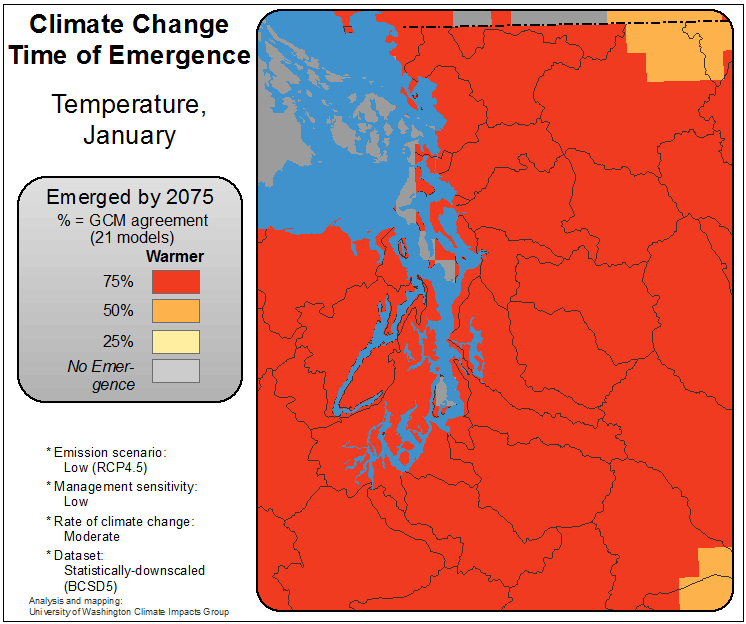 Climate Change
Time of Emergence
Temperature,
January
Emerged by 2075
% = GCM agreement
(21 models)
Warmer
75%
50%
25%
No Emer-
gence
* Emission scenario:
Low (RCP4.5)
* Management sensitivity:
Low
* Rate of climate change:
Moderate
* Dataset:
Statistically-downscaled
(BCSD5)
Analysis and mapping:
University of Washington Climate Impacts Group